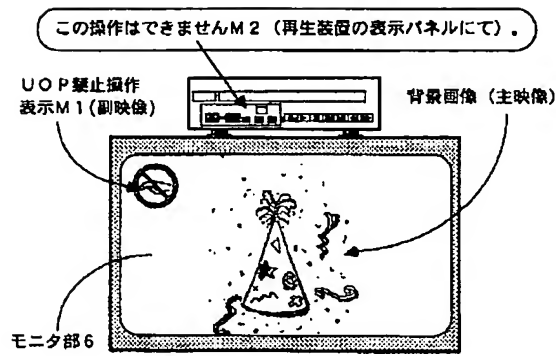 この操作はできませんM2（再生装置の表示パネルにて）。
UOP禁止操作
表示M1(副映像)
背景画像（主映像）
モニタ部6